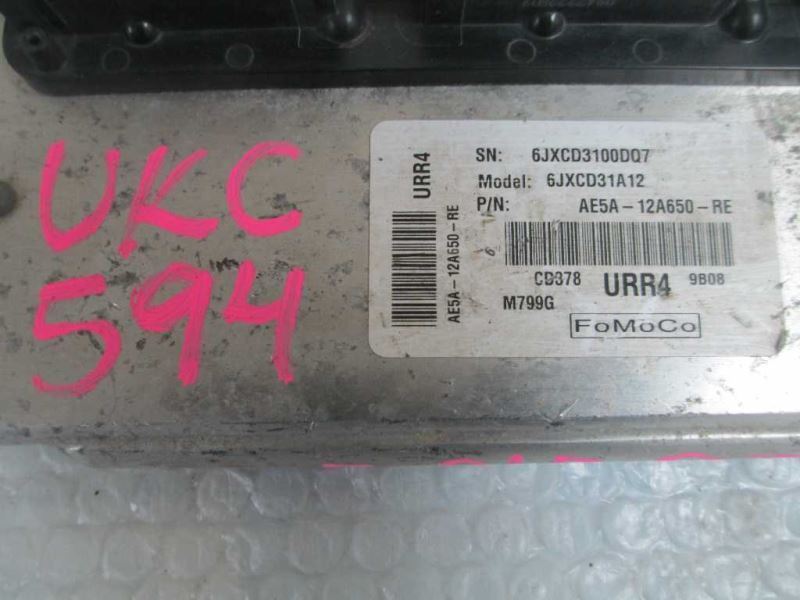 UKC
594
URR4
AE5A-12A650-RE
SN: 6JXCD3100DQ7
Model: 6JXCD31A12
P/N: AE5A-12A650-RE
CD378 URR4 9B08
M799G
FoMoCo